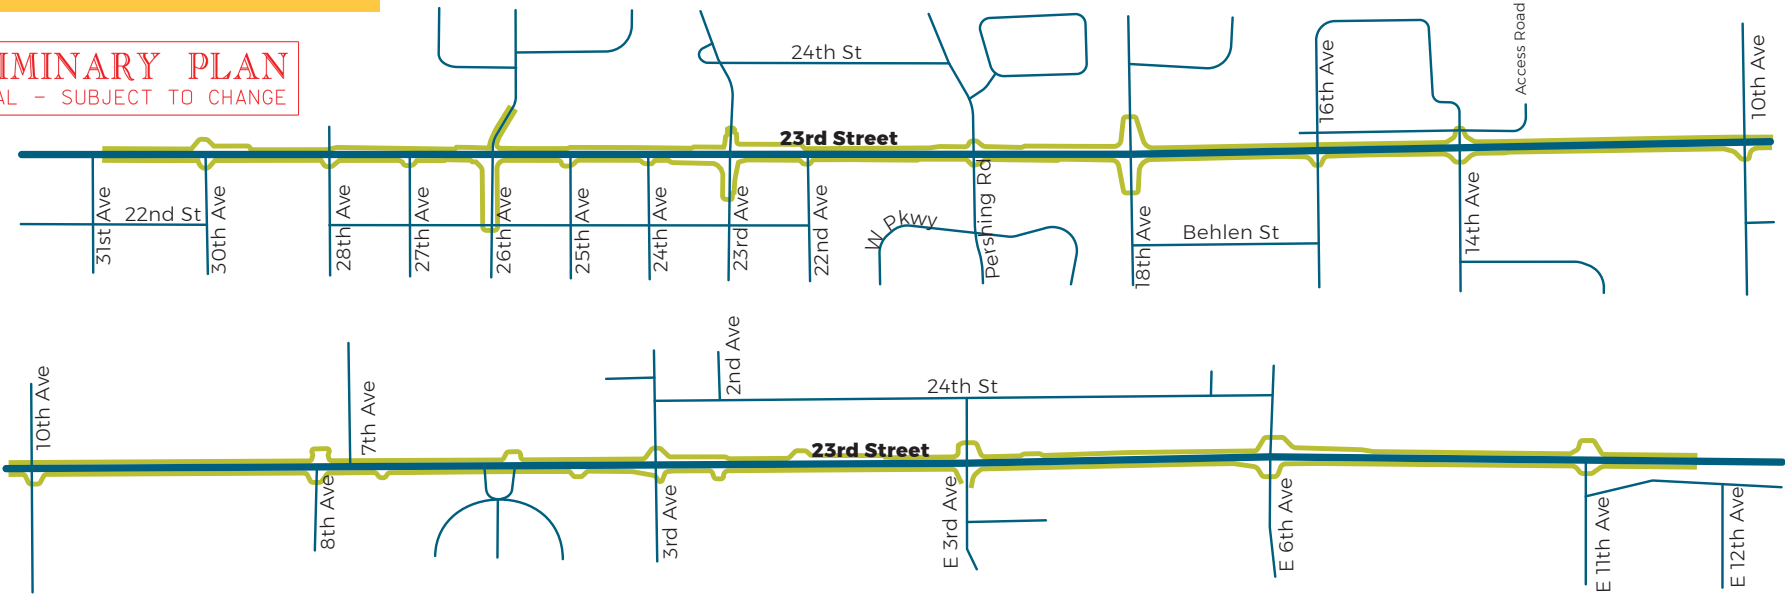 IMINARY PLAN
AL – SUBJECT TO CHANGE
24th St
23rd Street
16th Ave
Access Road
10th Ave
31st Ave
22nd St
30th Ave
28th Ave
27th Ave
26th Ave
25th Ave
24th Ave
23rd Ave
22nd Ave
W Pkwy
Pershing Rd
18th Ave
Behlen St
14th Ave
10th Ave
7th Ave
2nd Ave
24th St
23rd Street
8th Ave
3rd Ave
E 3rd Ave
E 6th Ave
E 11th Ave
E 12th Ave